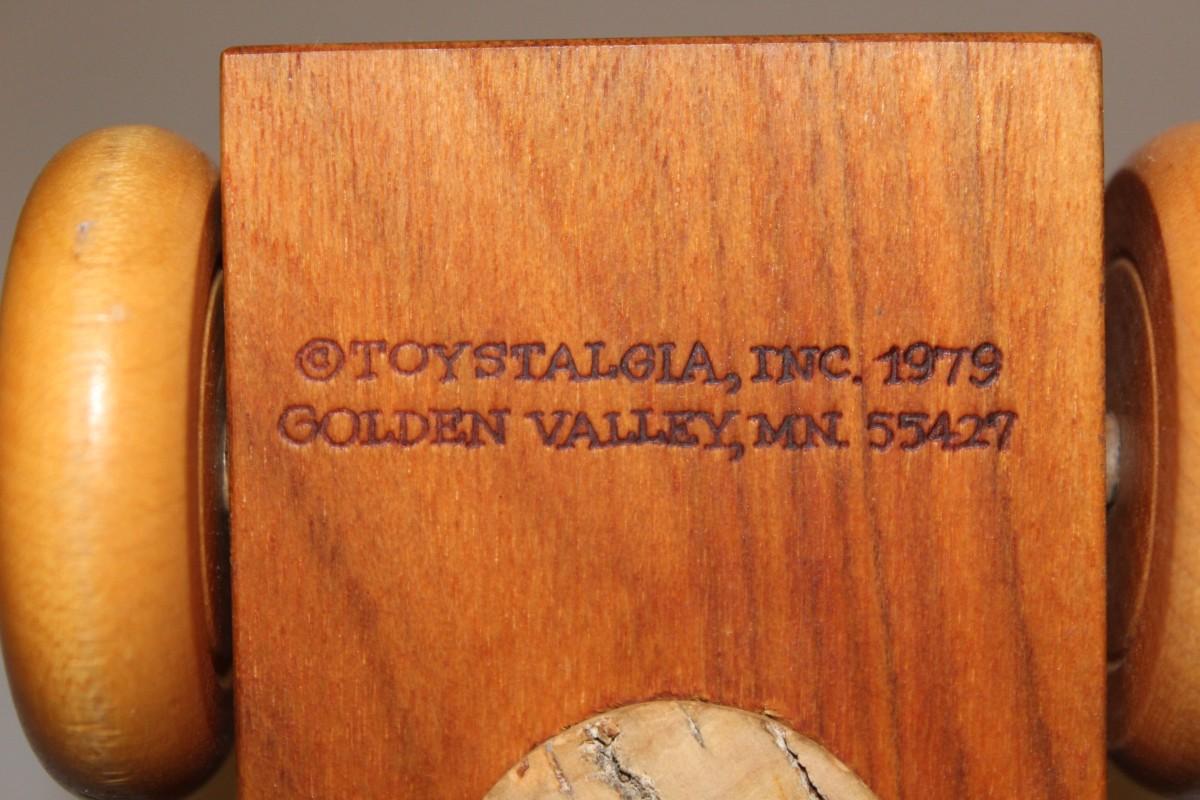 ©TOYSTALGIA, INC. 1979
GOLDEN VALLEY, MN. 55427